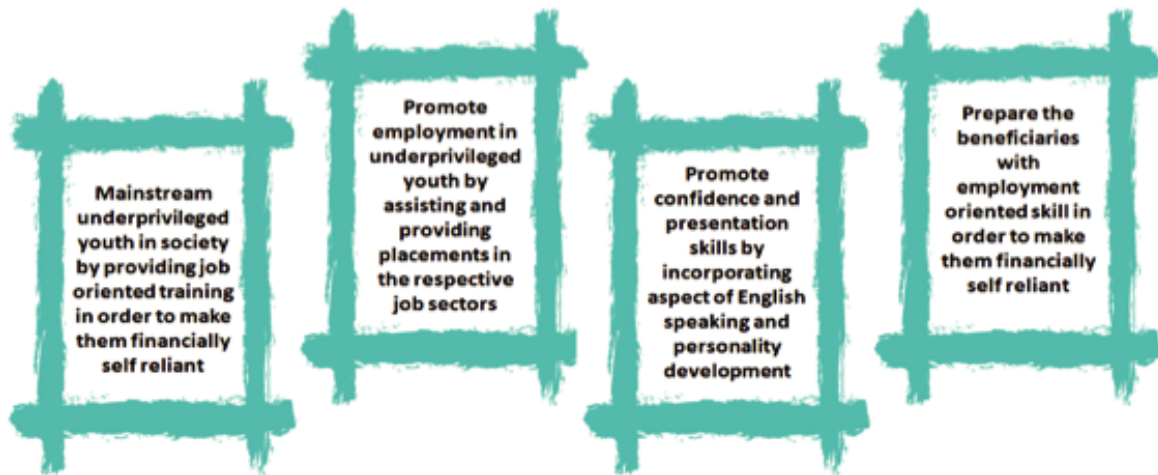 Mainstream
underprivileged
youth in society
by providing job
oriented training
in order to make
them financially
self reliant
Promote
employment in
underprivileged
youth by
assisting and
providing
placements in
the respective
job sectors
Promote
confidence and
presentation
skills by
incorporating
aspect of English
speaking and
personality
development
Prepare the
beneficiaries
with
employment
oriented skill in
order to make
them financially
self reliant